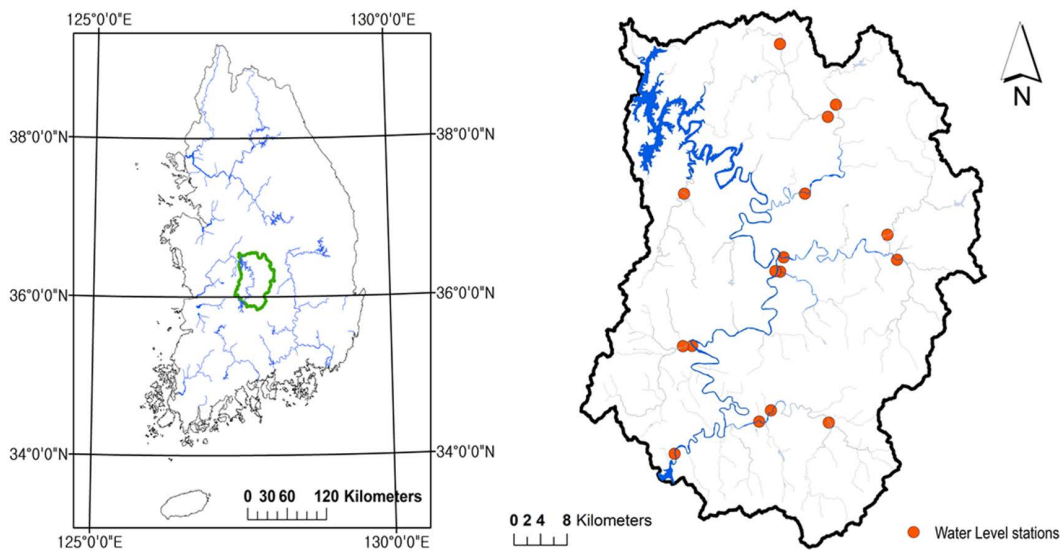 125°0'0"E
130°0'0"E
38°0'0"N
38°0'0"N
36°0'0"N
36°0'0"N
34°0'0"N
34°0'0"N
0 30 60 120 Kilometers
125°0'0"E
130°0'0"E
N
0 2 4 8 Kilometers
Water Level stations